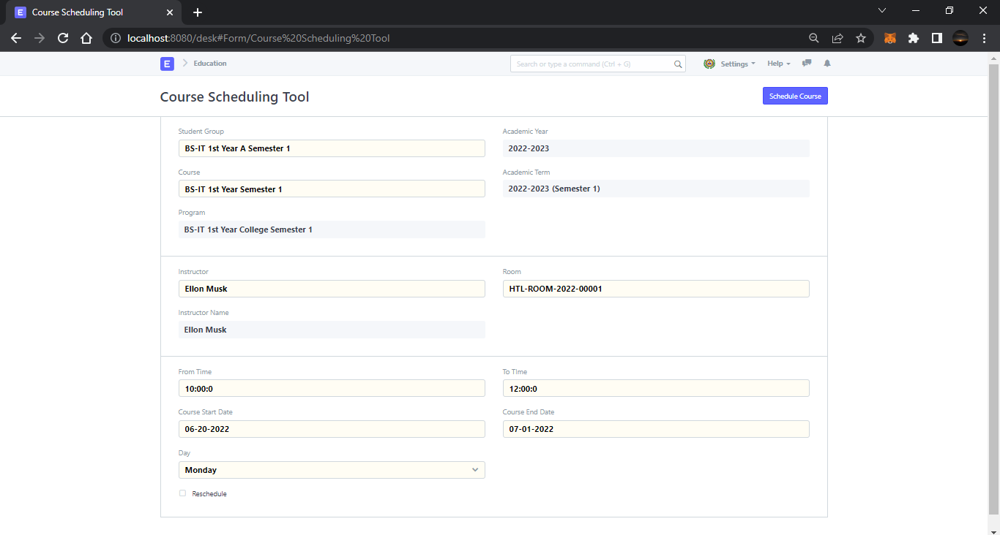 E Course Scheduling Tool
localhost:8080/desk#Form/Course%20Scheduling%20Tool
E Education Search or type a command (Ctrl + G) Settings Help
Course Scheduling Tool Schedule Course
Student Group Academic Year
BS-IT 1st Year A Semester 1 2022-2023
Course Academic Term
BS-IT 1st Year Semester 1 2022-2023 (Semester 1)
Program
BS-IT 1st Year College Semester 1
Instructor Room
Ellon Musk HTL-ROOM-2022-00001
Instructor Name
Ellon Musk
From Time To TIme
10:00:0 12:00:0
Course Start Date Course End Date
06-20-2022 07-01-2022
Day
Monday
Reschedule